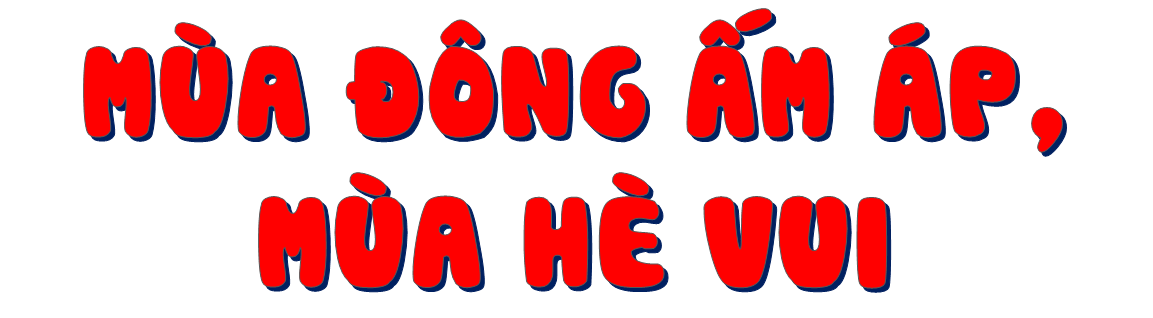 MÙA ĐÔNG ẤM ÁP,
MÙA HÈ VUI